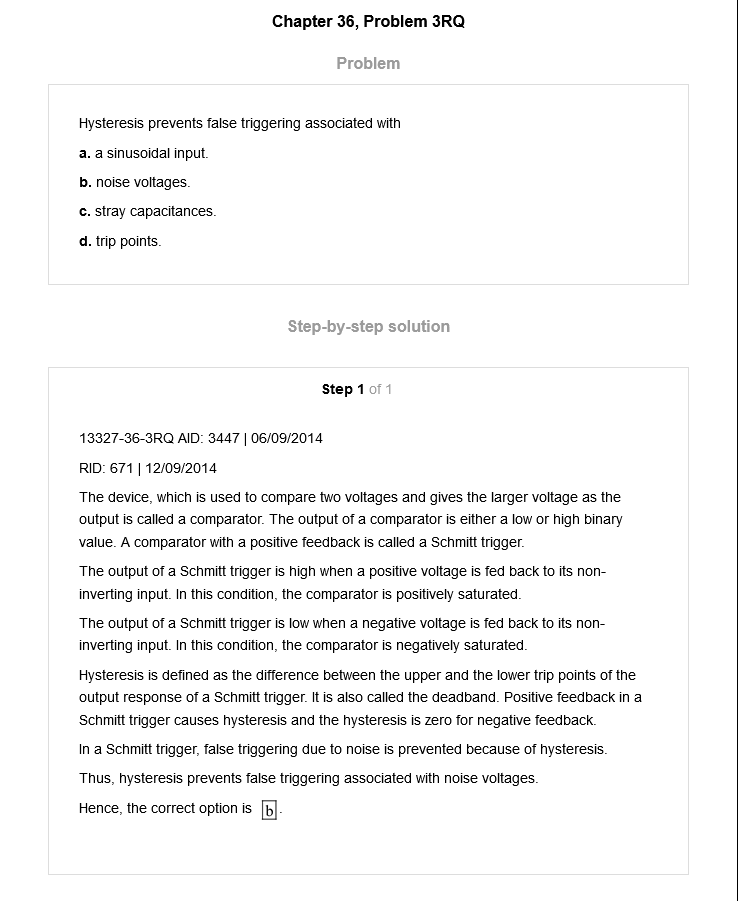 Chapter 36, Problem 3RQ
Problem
Hysteresis prevents false triggering associated with
a. a sinusoidal input.
b. noise voltages.
c. stray capacitances.
d. trip points.
Step-by-step solution
Step 1 of 1
13327-36-3RQ AID: 3447 | 06/09/2014
RID: 671 | 12/09/2014
The device, which is used to compare two voltages and gives the larger voltage as the
output is called a comparator. The output of a comparator is either a low or high binary
value. A comparator with a positive feedback is called a Schmitt trigger.
The output of a Schmitt trigger is high when a positive voltage is fed back to its non-
inverting input. In this condition, the comparator is positively saturated.
The output of a Schmitt trigger is low when a negative voltage is fed back to its non-
inverting input. In this condition, the comparator is negatively saturated.
Hysteresis is defined as the difference between the upper and the lower trip points of the
output response of a Schmitt trigger. It is also called the deadband. Positive feedback in a
Schmitt trigger causes hysteresis and the hysteresis is zero for negative feedback.
In a Schmitt trigger, false triggering due to noise is prevented because of hysteresis.
Thus, hysteresis prevents false triggering associated with noise voltages.
Hence, the correct option is b.